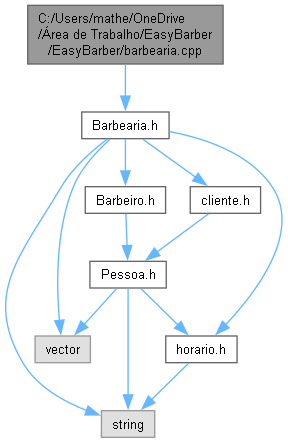 C:/Users/mathe/OneDrive
/Área de Trabalho/EasyBarber
/EasyBarber/barbearia.cpp
Barbearia.h
Barbeiro.h
cliente.h
Pessoa.h
vector
horario.h
string